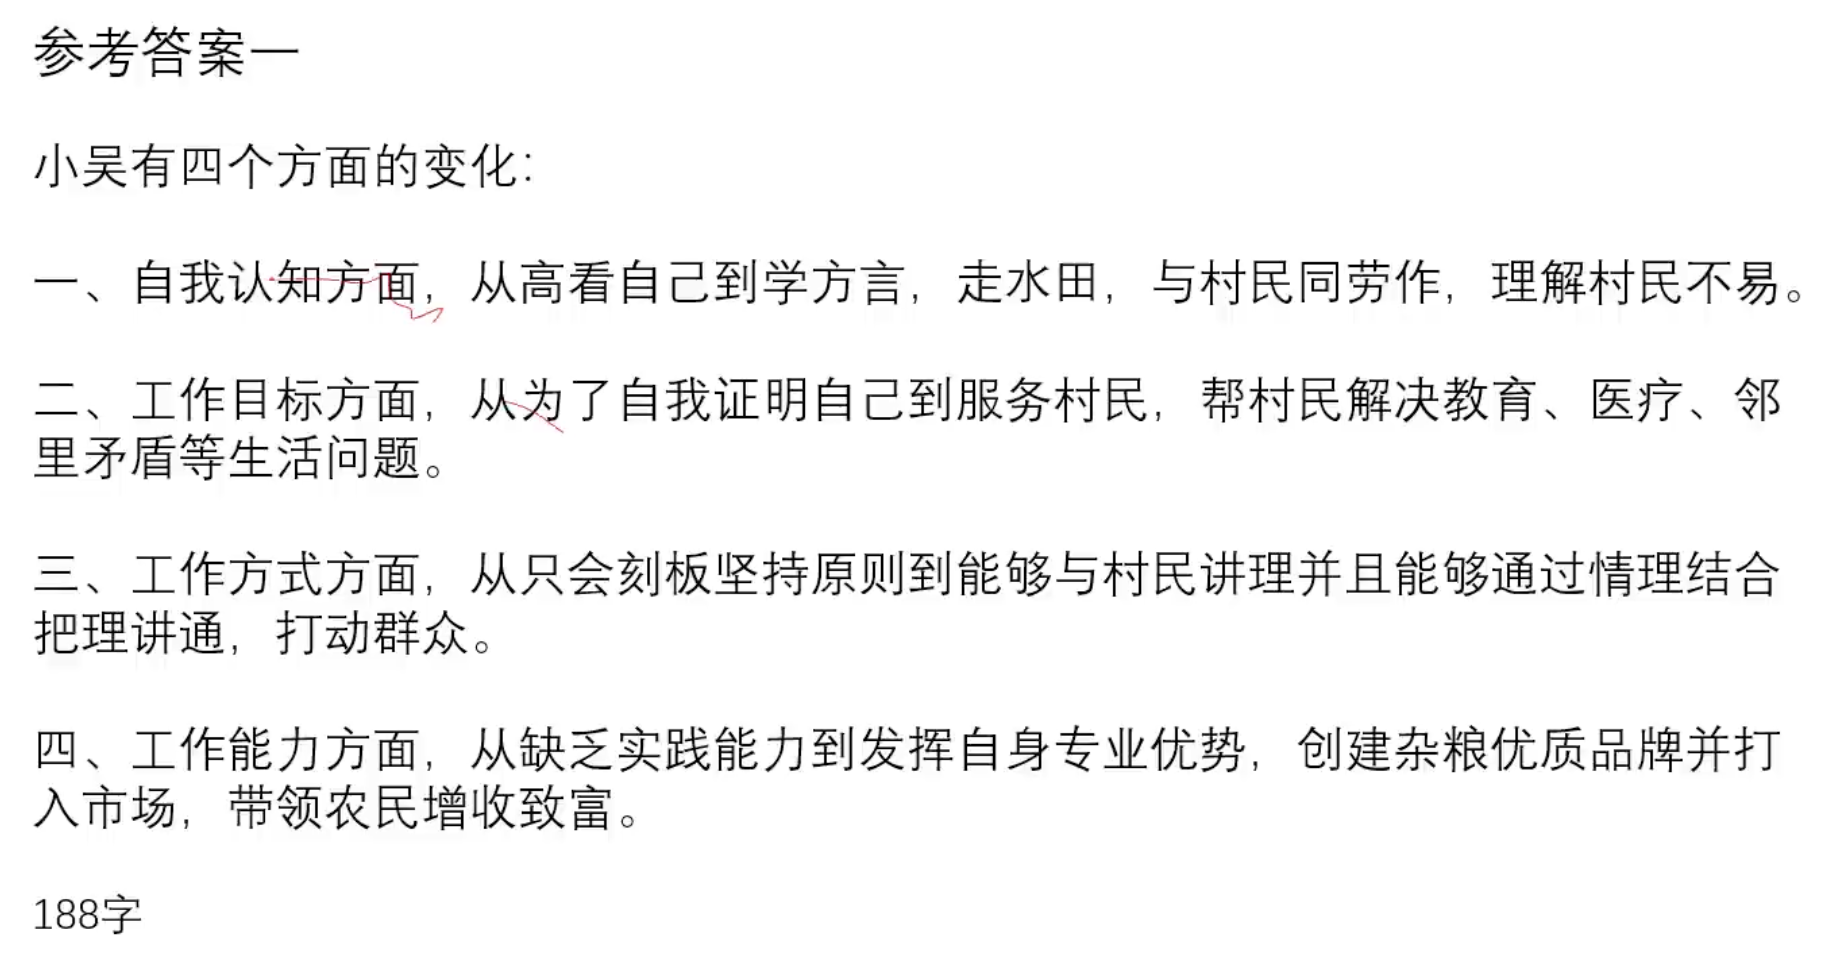 参考答案一
小吴有四个方面的变化：
一、自我认知方面，从高看自己到学方言，走水田，与村民同劳作，理解村民不易。
二、工作目标方面，从为了自我证明自己到服务村民，帮村民解决教育、医疗、邻
里矛盾等生活问题。
三、工作方式方面，从只会刻板坚持原则到能够与村民讲理并且能够通过情理结合
把理讲通，打动群众。
四、工作能力方面，从缺乏实践能力到发挥自身专业优势，创建杂粮优质品牌并打
入市场，带领农民增收致富。
188字